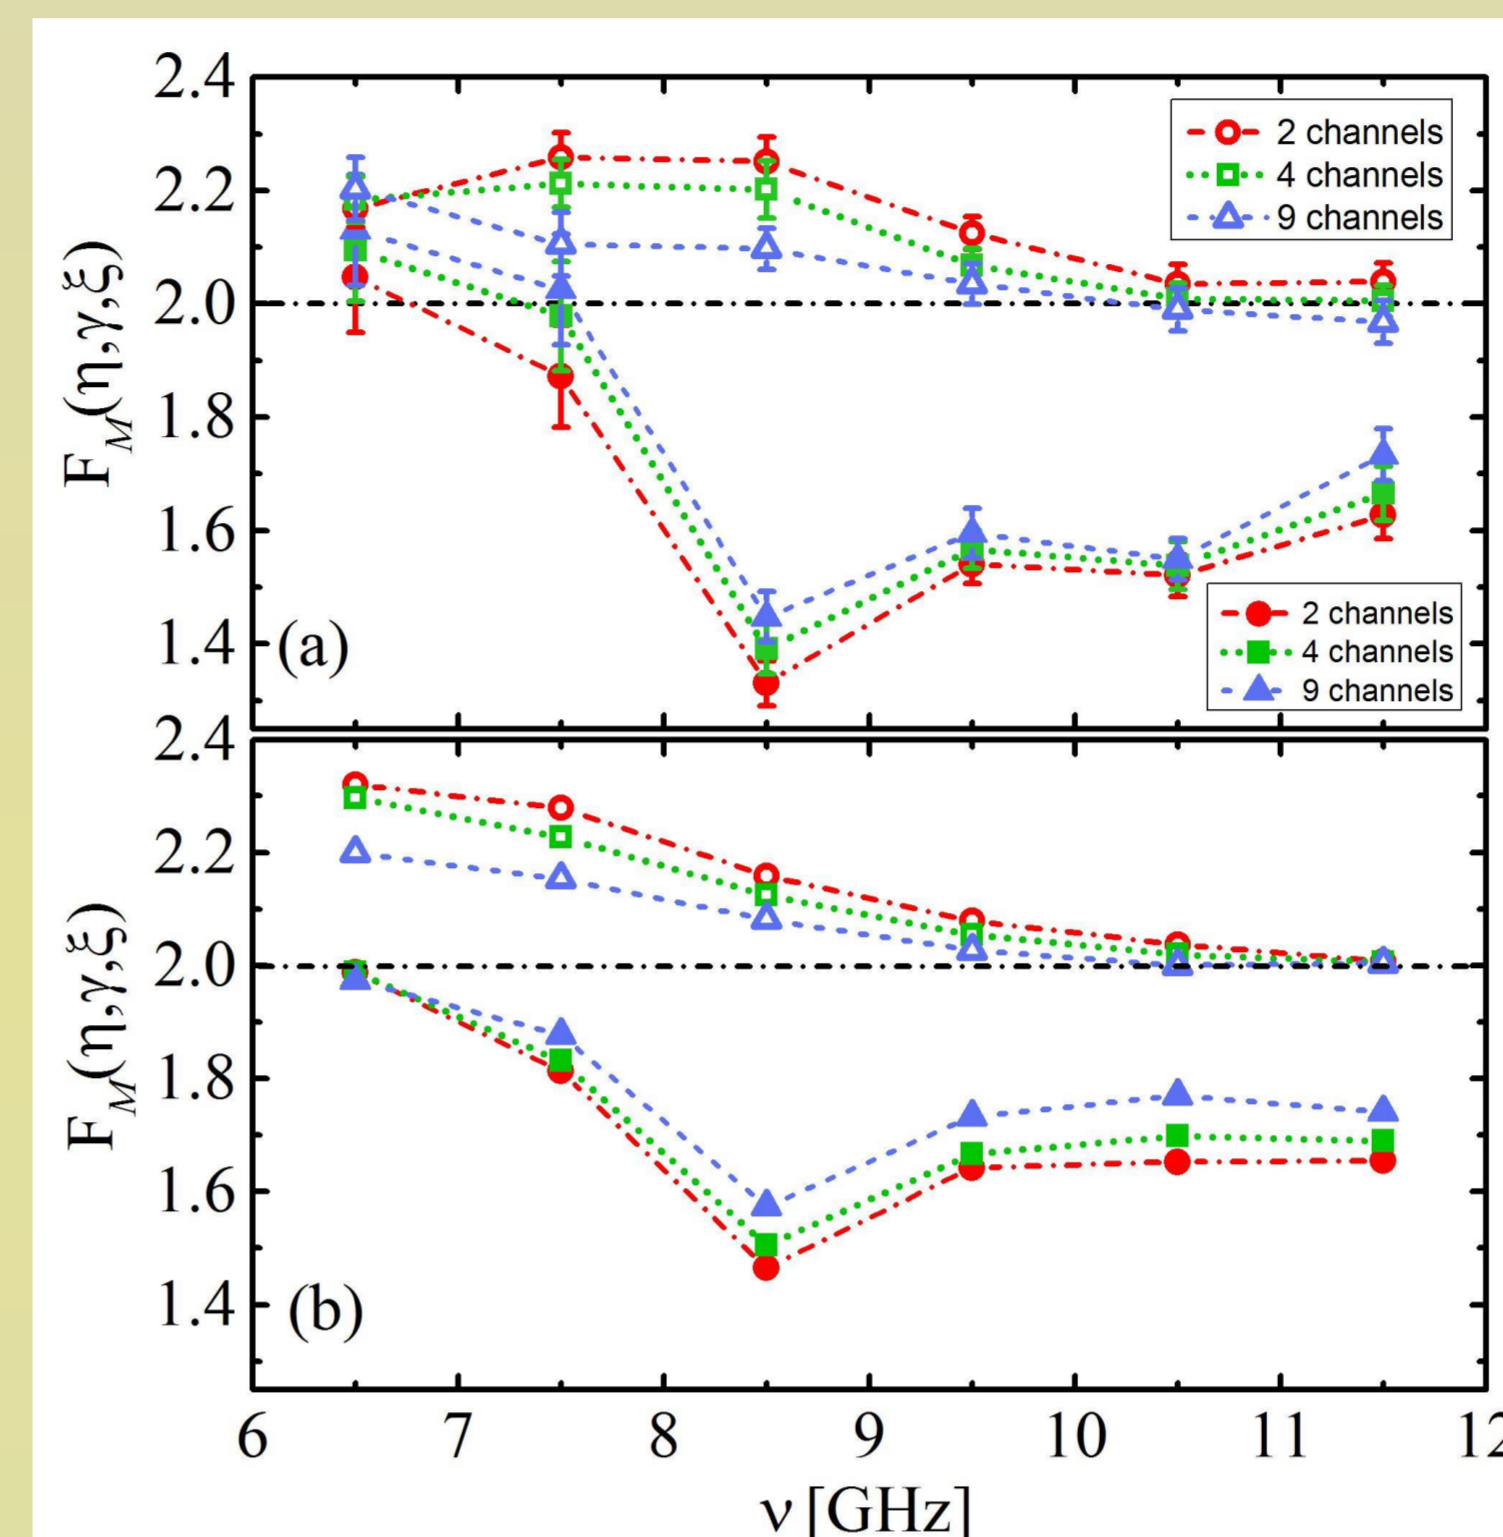 2.4
2.2
2.0
1.8
1.6
1.4
F_M(η,γ,ξ)
2 channels
4 channels
9 channels
(a)
2 channels
4 channels
9 channels
2.4
2.2
2.0
1.8
1.6
1.4
F_M(η,γ,ξ)
(b)
6 7 8 9 10 11 12
ν [GHz]